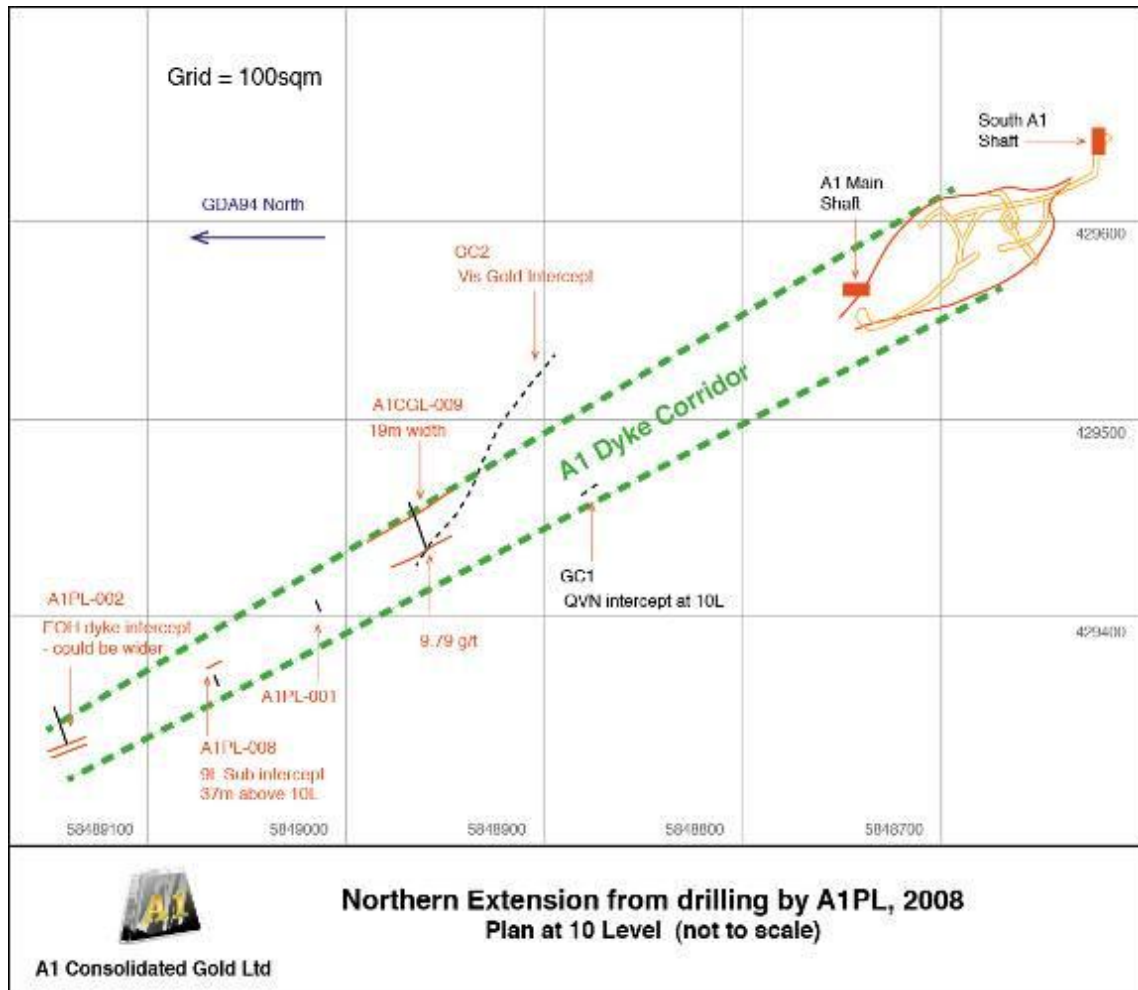 Grid = 100sqm
South A1
Shaft
A1 Main
Shaft
GDA94 North
429600
GC2
Vis Gold Intercept
A1CGL-009
19m width
A1 Dyke Corridor
429500
GC1
QVN intercept at 10L
A1PL-002
EOH dyke intercept
- could be wider
9.79 g/t
429400
A1PL-001
A1PL-008
9L Sub intercept
37m above 10L
58489100
5849000
5848900
5848800
5848700
A1
Northern Extension from drilling by A1PL, 2008
Plan at 10 Level (not to scale)
A1 Consolidated Gold Ltd